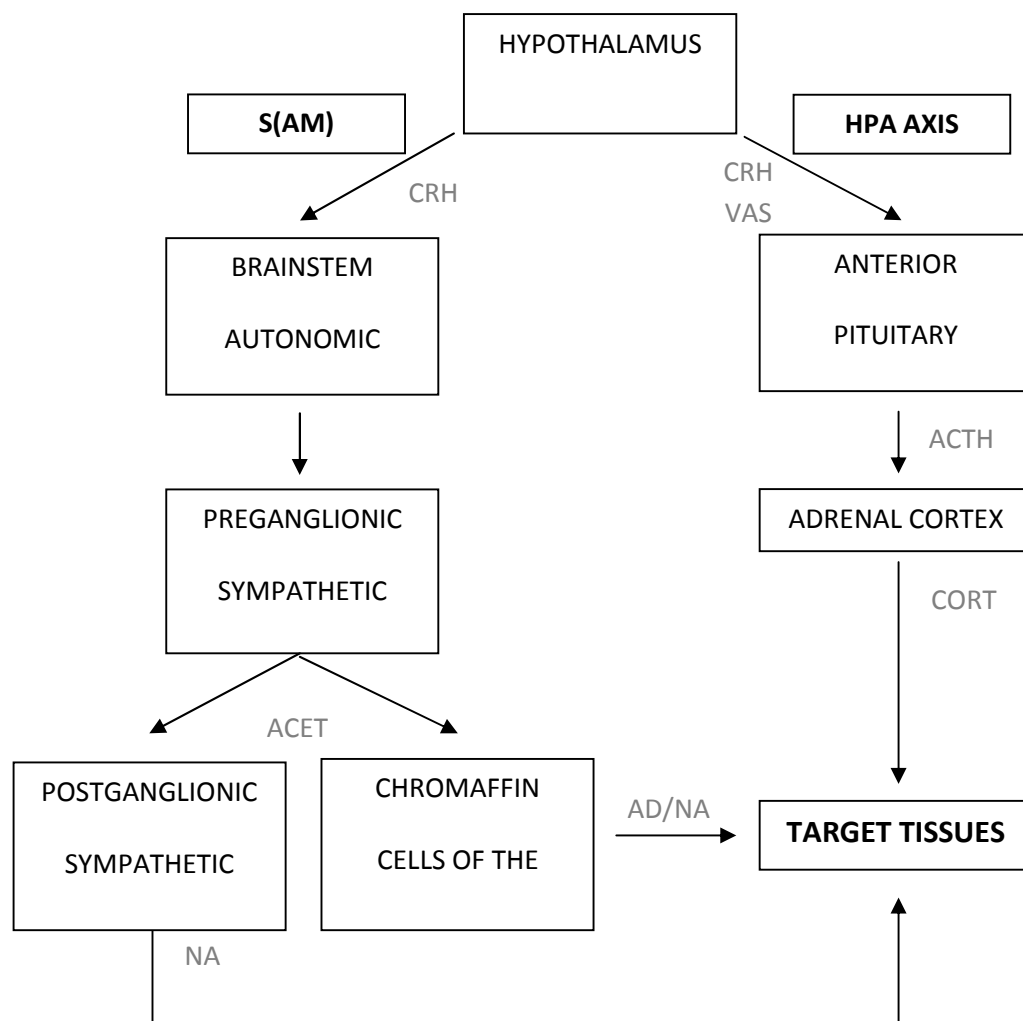 HYPOTHALAMUS
S(AM)
HPA AXIS
CRH
CRH
VAS
BRAINSTEM
AUTONOMIC
ANTERIOR
PITUITARY
ACTH
PREGANGLIONIC
SYMPATHETIC
ADRENAL CORTEX
CORT
ACET
POSTGANGLIONIC
SYMPATHETIC
CHROMAFFIN
CELLS OF THE
AD/NA
TARGET TISSUES
NA